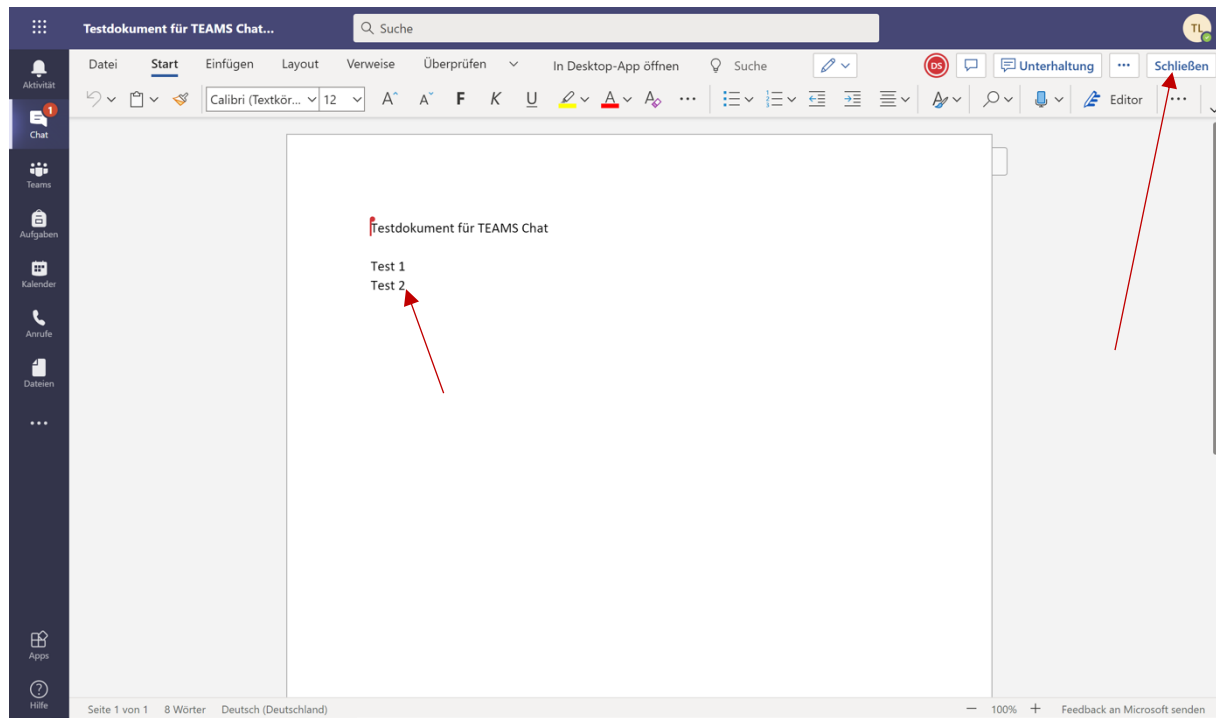 Testdokument für TEAMS Chat...
Suche
TL
Aktivität
1
Chat
Teams
Aufgaben
Kalender
Anrufe
Dateien
Apps
Hilfe
Datei Start Einfügen Layout Verweise Überprüfen In Desktop-App öffnen Suche DS Unterhaltung Schließen
Calibri (Textkör... 12 A A F K U A A Editor
Testdokument für TEAMS Chat
Test 1
Test 2
Seite 1 von 1 8 Wörter Deutsch (Deutschland) 100% Feedback an Microsoft senden